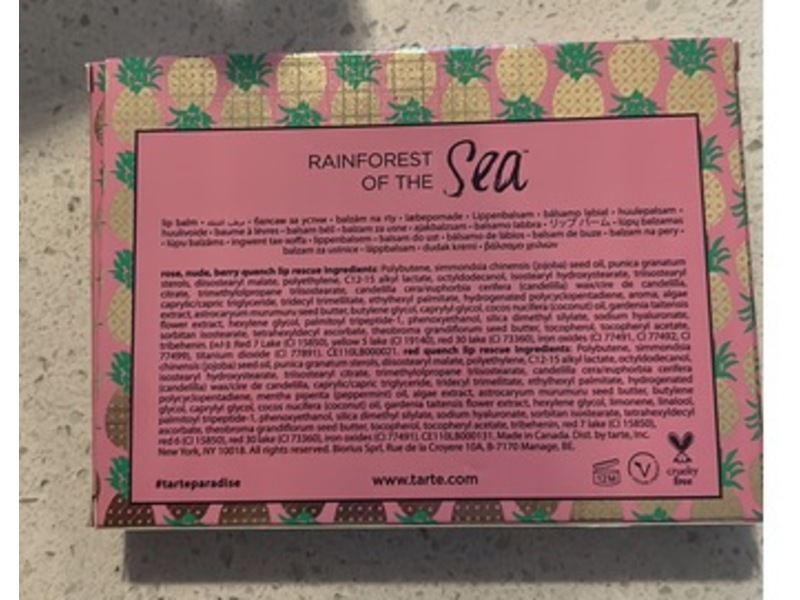 RAINFOREST
OF THE Sea™
lip balm • مرطب الشفاه • балсам за устни • balzám na rty • læbepomade • Lippenbalsam • bálsamo labial • huulepalsam •
huulivoide • baume à lèvres • balsam béil • balzam za usne • ajakbalzsam • balsamo labbra • リップ バーム • lūpų balzamas
• lūpu balzāms • ingwent tax-xoffa • lippenbalsem • balsam do ust • bálsamo de lábios • balsam de buze • balzam na pery •
balzam za ustnice • läppbalsam • dudak kremi • βάλσαμο χειλιών
rose, nude, berry quench lip rescue ingredients: Polybutene, simmondsia chinensis (jojoba) seed oil, punica granatum
sterols, diisostearyl malate, polyethylene, C12-15 alkyl lactate, octyldodecanol, isostearyl hydroxystearate, triisostearyl
citrate, trimethylolpropane triisostearate, candelilla cera/euphorbia cerifera (candelilla) wax/cire de candelilla,
caprylic/capric triglyceride, tridecyl trimellitate, ethylhexyl palmitate, hydrogenated polycyclopentadiene, aroma, algae
extract, astrocaryum murumuru seed butter, butylene glycol, caprylyl glycol, cocos nucifera (coconut) oil, gardenia taitensis
flower extract, hexylene glycol, palmitoyl tripeptide-1, phenoxyethanol, silica dimethyl silylate, sodium hyaluronate,
sorbitan isostearate, tetrahexyldecyl ascorbate, theobroma grandiflorum seed butter, tocopherol, tocopheryl acetate,
tribehenin. (+/-): Red 7 Lake (CI 15850), yellow 5 lake (CI 19140), red 30 lake (CI 73360), iron oxides (CI 77491, CI 77492, CI
77499), titanium dioxide (CI 77891). CE110LB000021. red quench lip rescue ingredients: Polybutene, simmondsia
chinensis (jojoba) seed oil, punica granatum sterols, diisostearyl malate, polyethylene, C12-15 alkyl lactate, octyldodecanol,
isostearyl hydroxystearate, triisostearyl citrate, trimethylolpropane triisostearate, candelilla cera/euphorbia cerifera
(candelilla) wax/cire de candelilla, caprylic/capric triglyceride, tridecyl trimellitate, ethylhexyl palmitate, hydrogenated
polycyclopentadiene, mentha piperita (peppermint) oil, algae extract, astrocaryum murumuru seed butter, butylene
glycol, caprylyl glycol, cocos nucifera (coconut) oil, gardenia taitensis flower extract, hexylene glycol, limonene, linalool,
palmitoyl tripeptide-1, phenoxyethanol, silica dimethyl silylate, sodium hyaluronate, sorbitan isostearate, tetrahexyldecyl
ascorbate, theobroma grandiflorum seed butter, tocopherol, tocopheryl acetate, tribehenin, red 7 lake (CI 15850),
red 6 (CI 15850), red 30 lake (CI 73360), iron oxides (CI 77491). CE110LB000131. Made in Canada. Dist. by tarte, inc.
New York, NY 10018. All rights reserved. Biorius Sprl, Rue de la Croyere 10A, B-7170 Manage, BE.
#tarteparadise
www.tarte.com
12 M
V
cruelty
free